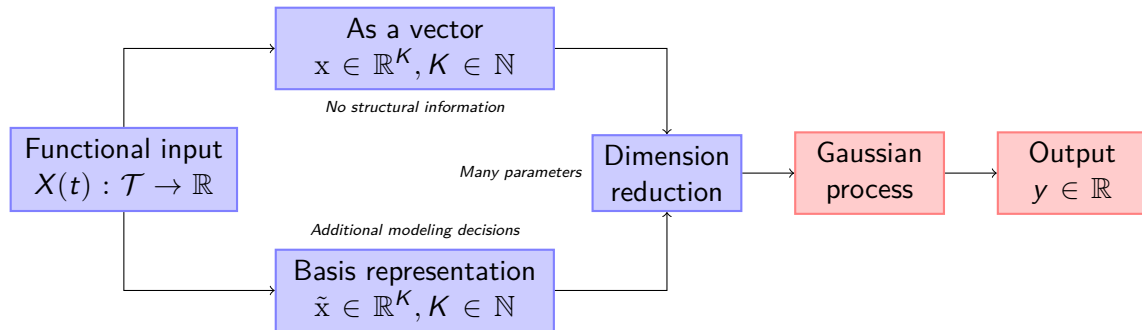 Functional input
X(t) : 𝒯 → ℝ
As a vector
x ∈ ℝ^K, K ∈ ℕ
No structural information
Many parameters
Additional modeling decisions
Basis representation
x̃ ∈ ℝ^K, K ∈ ℕ
Dimension
reduction
Gaussian
process
Output
y ∈ ℝ